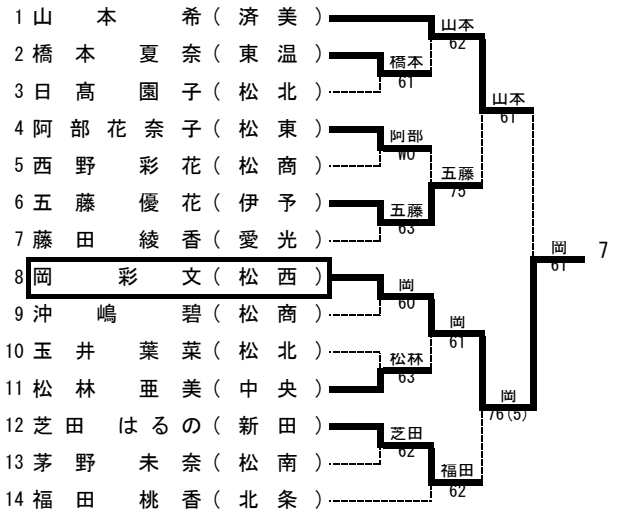 1 山本 希 (済美)
2 橋本 夏奈 (東温)
3 日髙 園子 (松北)
4 阿部花奈子 (松東)
5 西野 彩花 (松商)
6 五藤 優花 (伊予)
7 藤田 綾香 (愛光)
8 岡 彩文 (松西)
9 沖嶋 碧 (松商)
10 玉井 葉菜 (松北)
11 松林 亜美 (中央)
12 芝田 はるの (新田)
13 茅野 未奈 (松南)
14 福田 桃香 (北条)
橋本
61
阿部
WO
五藤
63
岡
60
松林
63
芝田
62
山本
62
五藤
75
岡
61
福田
62
山本
61
岡
76(5)
岡
61
7